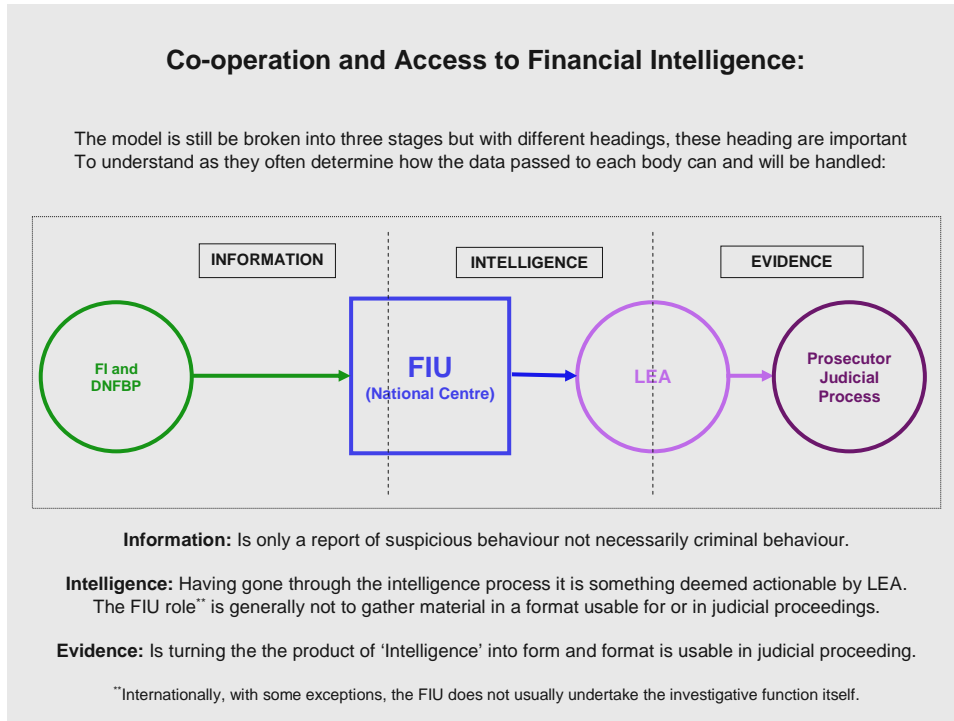 Co-operation and Access to Financial Intelligence:
The model is still be broken into three stages but with different headings, these heading are important
To understand as they often determine how the data passed to each body can and will be handled:
INFORMATION
INTELLIGENCE
EVIDENCE
FI and
DNFBP
FIU
(National Centre)
LEA
Prosecutor
Judicial
Process
Information: Is only a report of suspicious behaviour not necessarily criminal behaviour.
Intelligence: Having gone through the intelligence process it is something deemed actionable by LEA.
The FIU role** is generally not to gather material in a format usable for or in judicial proceedings.
Evidence: Is turning the the product of ‘Intelligence’ into form and format is usable in judicial proceeding.
**Internationally, with some exceptions, the FIU does not usually undertake the investigative function itself.